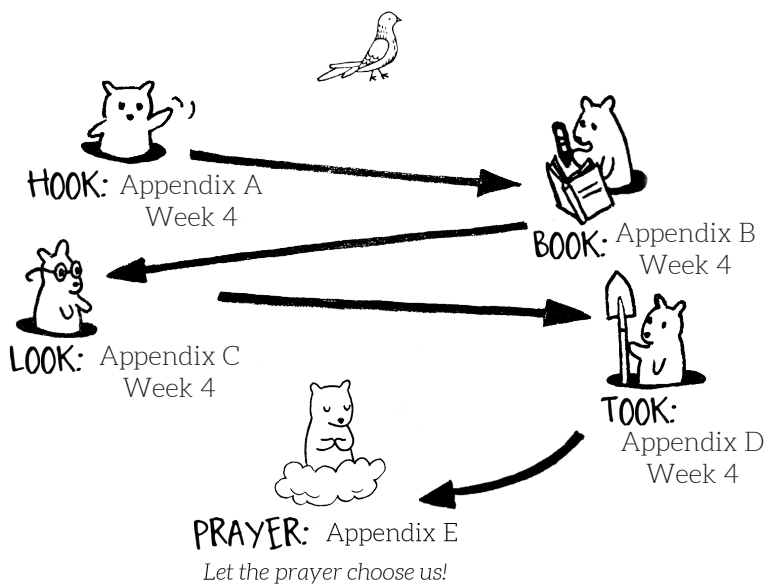 HOOK: Appendix A
Week 4
BOOK: Appendix B
Week 4
LOOK: Appendix C
Week 4
TOOK:
Appendix D
Week 4
PRAYER: Appendix E
Let the prayer choose us!